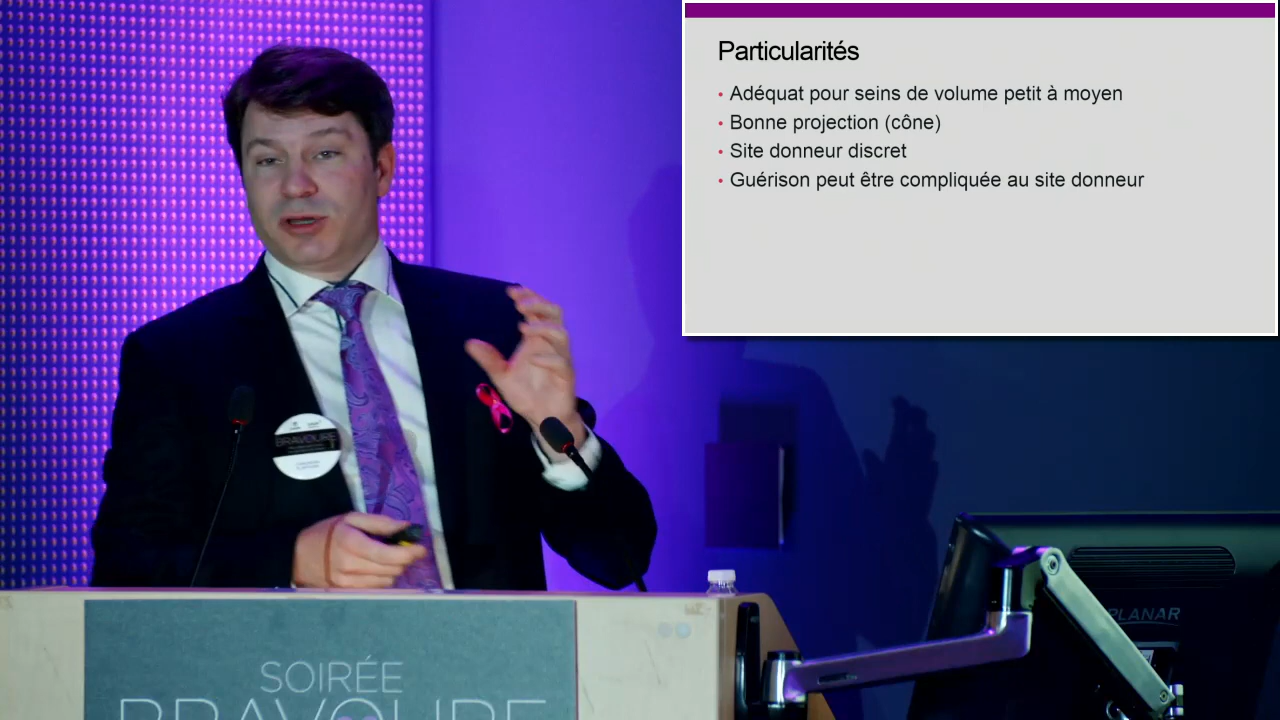 Particularités
• Adéquat pour seins de volume petit à moyen
• Bonne projection (cône)
• Site donneur discret
• Guérison peut être compliquée au site donneur
BRAVOURE
PLANAR
SOIRÉE
BRAVOURE